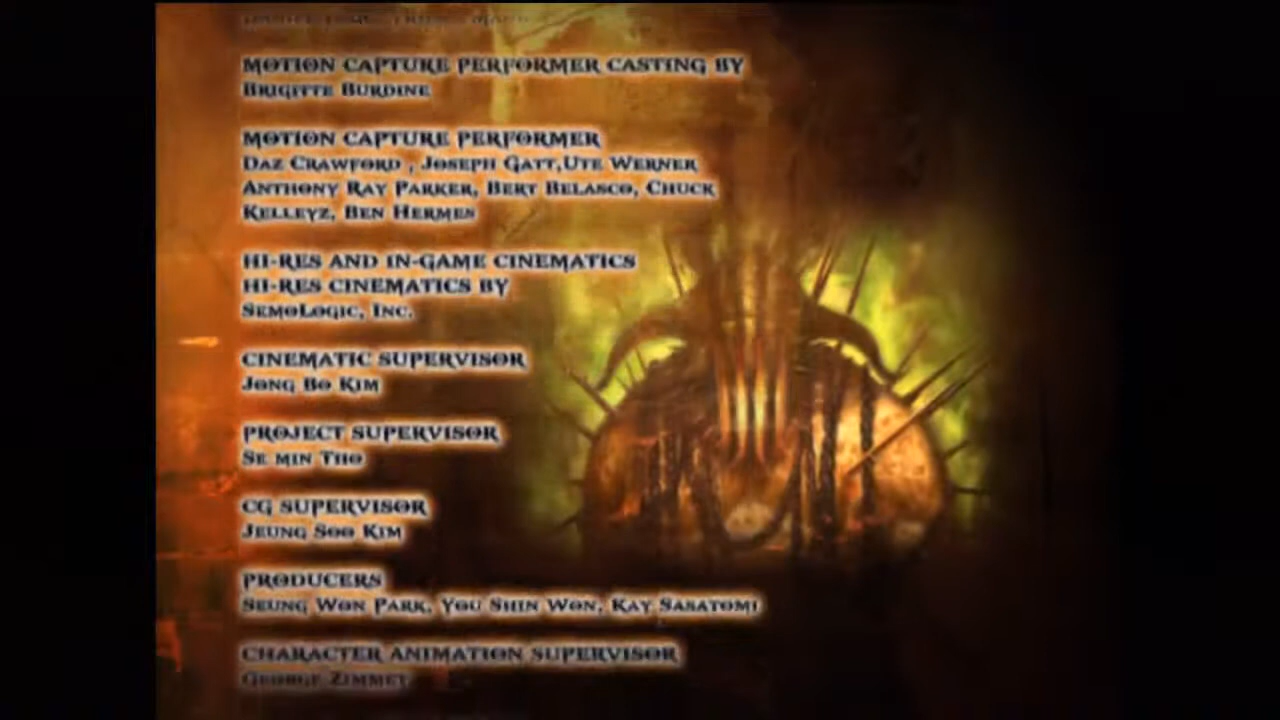 MOTION CAPTURE PERFORMER CASTING BY
BRIGITTE BURDINE
MOTION CAPTURE PERFORMER
DAZ CRAWFORD , JOSEPH GATT,UTE WERNER
ANTHONY RAY PARKER, BERT BELASCO, CHUCK
KELLEYZ, BEN HERMES
HI-RES AND IN-GAME CINEMATICS
HI-RES CINEMATICS BY
SEMOLOGIC, INC.
CINEMATIC SUPERVISOR
JONG BO KIM
PROJECT SUPERVISOR
SE MIN THO
CG SUPERVISOR
JEUNG SOO KIM
PRODUCERS
SEUNG WON PARK, YOU SHIN WON, KAY SASATOMI
CHARACTER ANIMATION SUPERVISOR
GEORGE ZIMMET